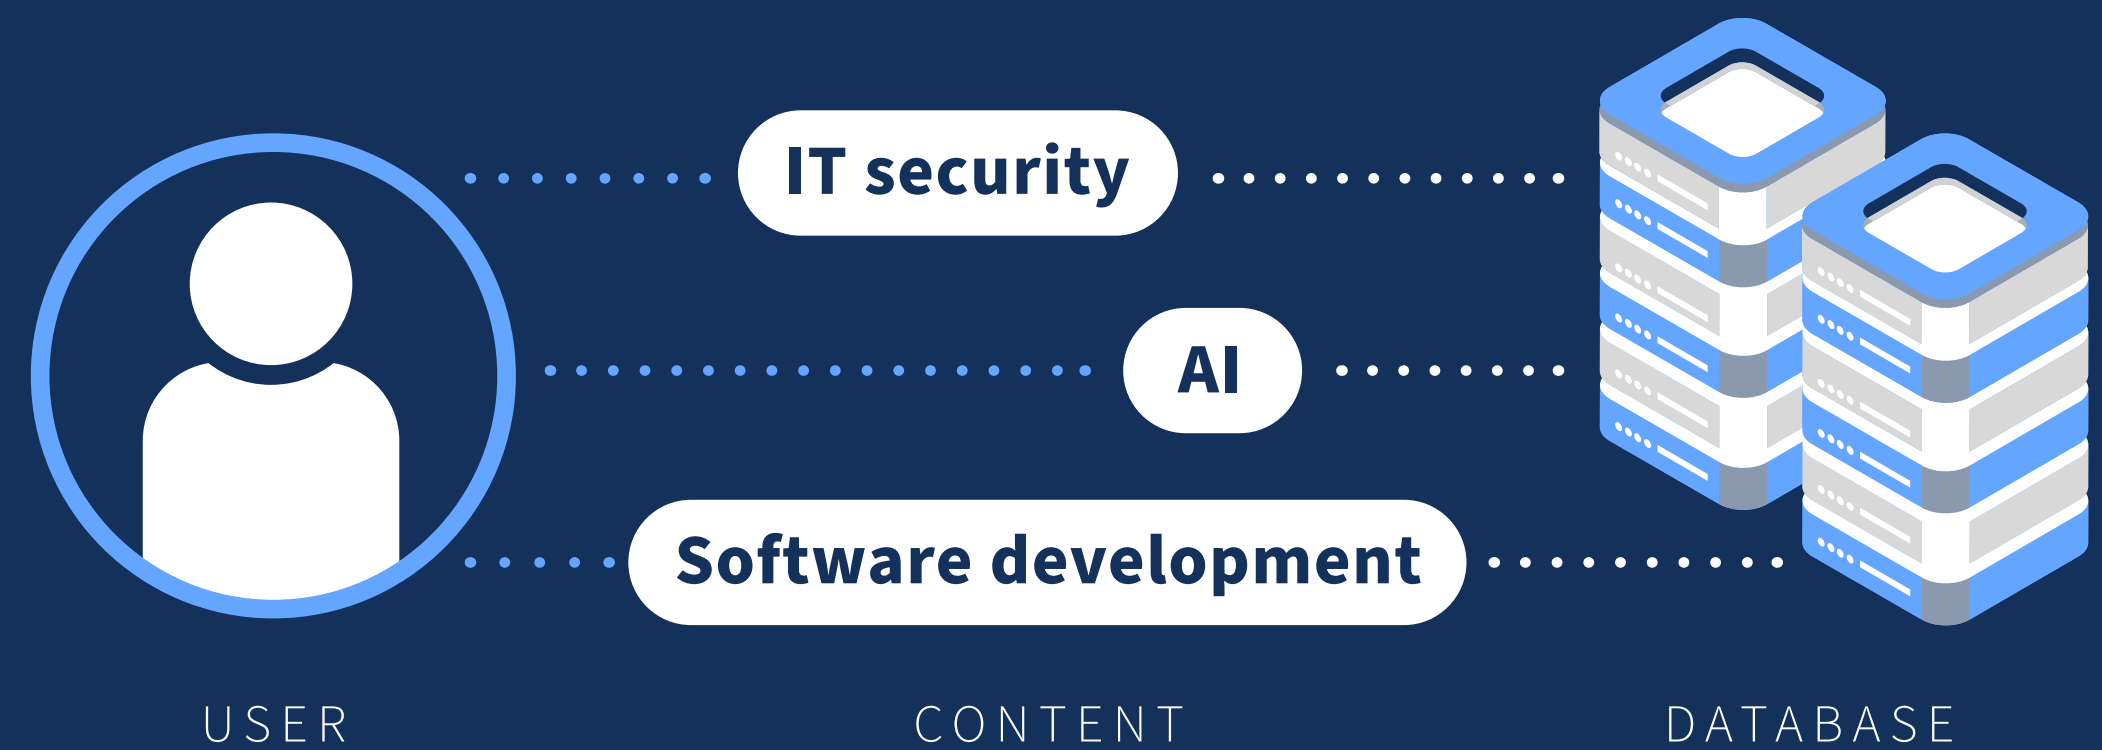 IT security
AI
Software development
USER
CONTENT
DATABASE